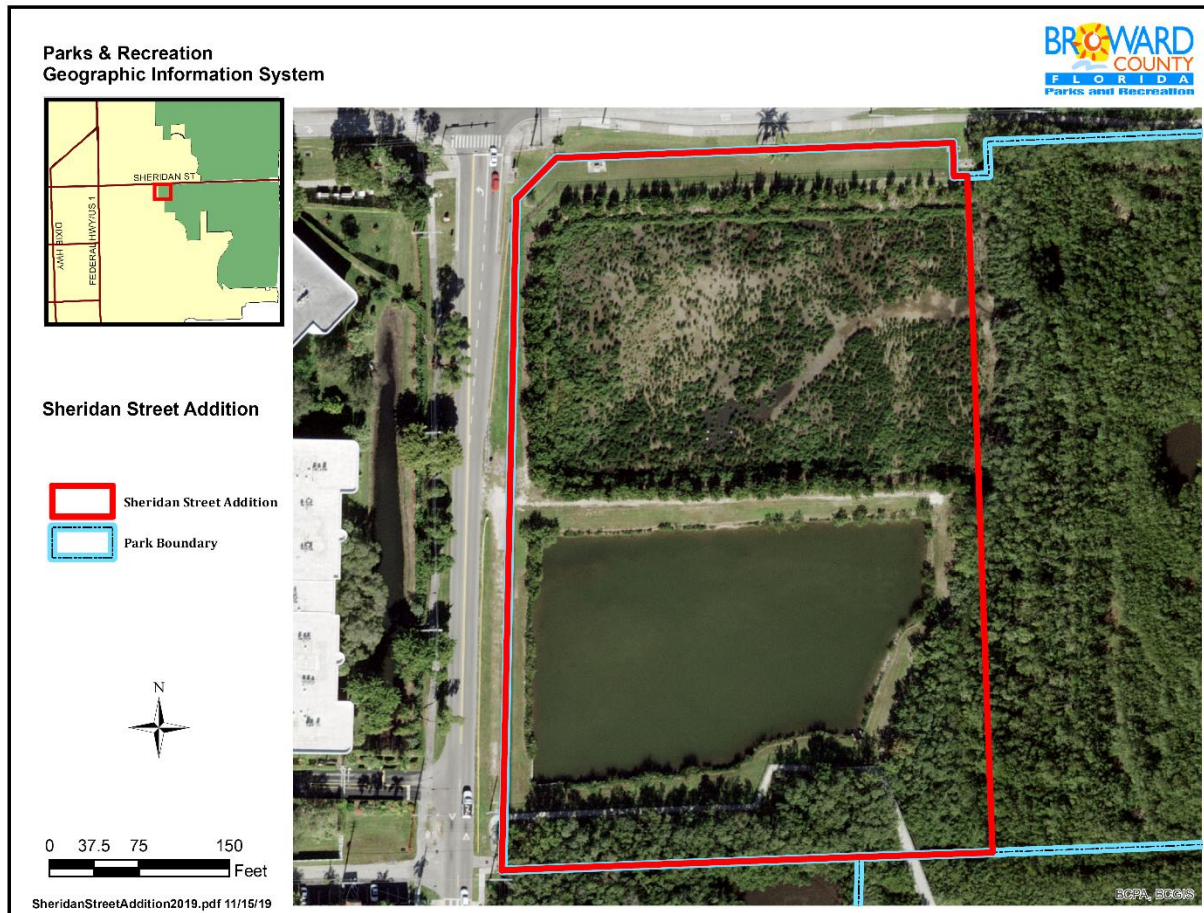 Parks & Recreation
Geographic Information System
BROWARD
COUNTY
FLORIDA
Parks and Recreation
SHERIDAN ST
DIXIE HWY
FEDERAL HWY/US 1
Sheridan Street Addition
Sheridan Street Addition
Park Boundary
N
0 37.5 75 150
Feet
SheridanStreetAddition2019.pdf 11/15/19
BCPA, BCGIS